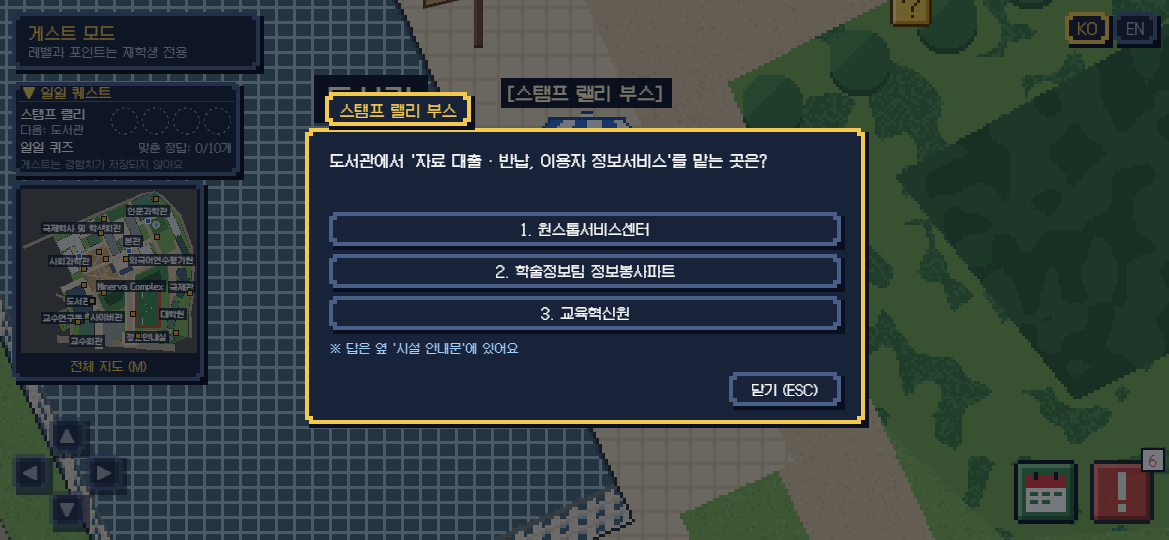 게스트 모드
레벨과 포인트는 재학생 전용
▼ 일일 퀘스트
스탬프 랠리
다음: 도서관
일일 퀴즈
맞춘 정답: 0/10개
게스트는 경험치가 저장되지 않아요
인문과학관
국제학사 및 학생회관
본관
사회과학관
외국어연수평가원
Minerva Complex
국제관
도서관
교수연구동
사이버관
대학원
교수회관
정문안내실
전체 지도 (M)
?
KO
EN
[스탬프 랠리 부스]
스탬프 랠리 부스
도서관에서 '자료 대출 · 반납, 이용자 정보서비스'를 맡는 곳은?
1. 원스톱서비스센터
2. 학술정보팀 정보봉사파트
3. 교육혁신원
※ 답은 옆 '시설 안내문'에 있어요
닫기 (ESC)
6